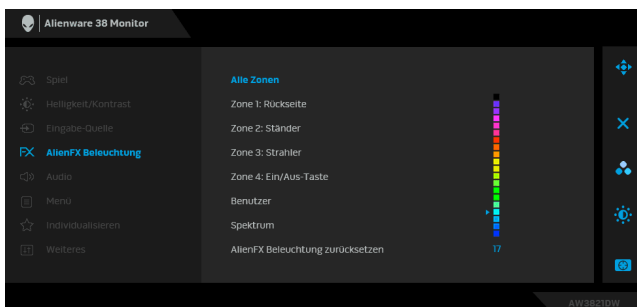 Alienware 38 Monitor
Spiel
Helligkeit/Kontrast
Eingabe-Quelle
FX AlienFX Beleuchtung
Audio
Menü
Individualisieren
Weiteres
Alle Zonen
Zone 1: Rückseite
Zone 2: Ständer
Zone 3: Strahler
Zone 4: Ein/Aus-Taste
Benutzer
Spektrum
AlienFX Beleuchtung zurücksetzen
17
AW3821DW